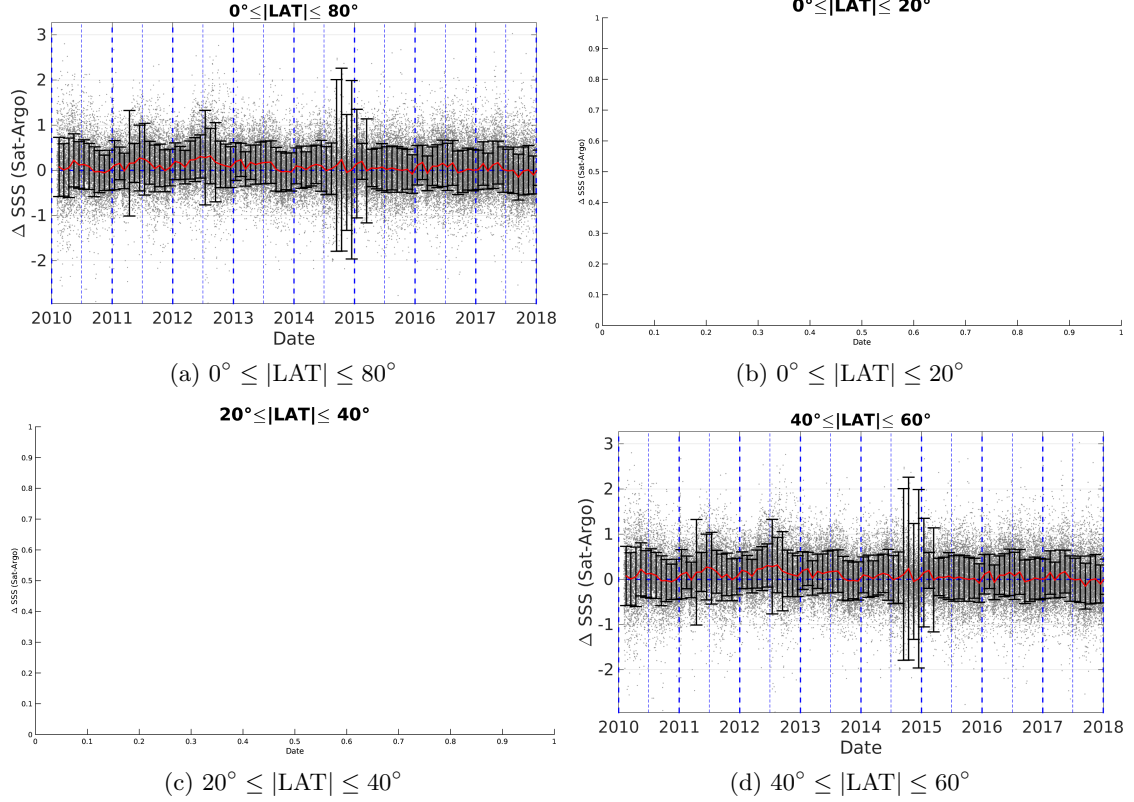 0°≤|LAT|≤ 80°
3
2
1
0
-1
-2
Δ SSS (Sat-Argo)
2010 2011 2012 2013 2014 2015 2016 2017 2018
Date
(a) 0° ≤ |LAT| ≤ 80°
0°≤|LAT|≤ 20°
1
0.9
0.8
0.7
0.6
0.5
0.4
0.3
0.2
0.1
0
Δ SSS (Sat-Argo)
0 0.1 0.2 0.3 0.4 0.5 0.6 0.7 0.8 0.9 1
Date
(b) 0° ≤ |LAT| ≤ 20°
20°≤|LAT|≤ 40°
1
0.9
0.8
0.7
0.6
0.5
0.4
0.3
0.2
0.1
0
Δ SSS (Sat-Argo)
0 0.1 0.2 0.3 0.4 0.5 0.6 0.7 0.8 0.9 1
Date
(c) 20° ≤ |LAT| ≤ 40°
40°≤|LAT|≤ 60°
3
2
1
0
-1
-2
Δ SSS (Sat-Argo)
2010 2011 2012 2013 2014 2015 2016 2017 2018
Date
(d) 40° ≤ |LAT| ≤ 60°